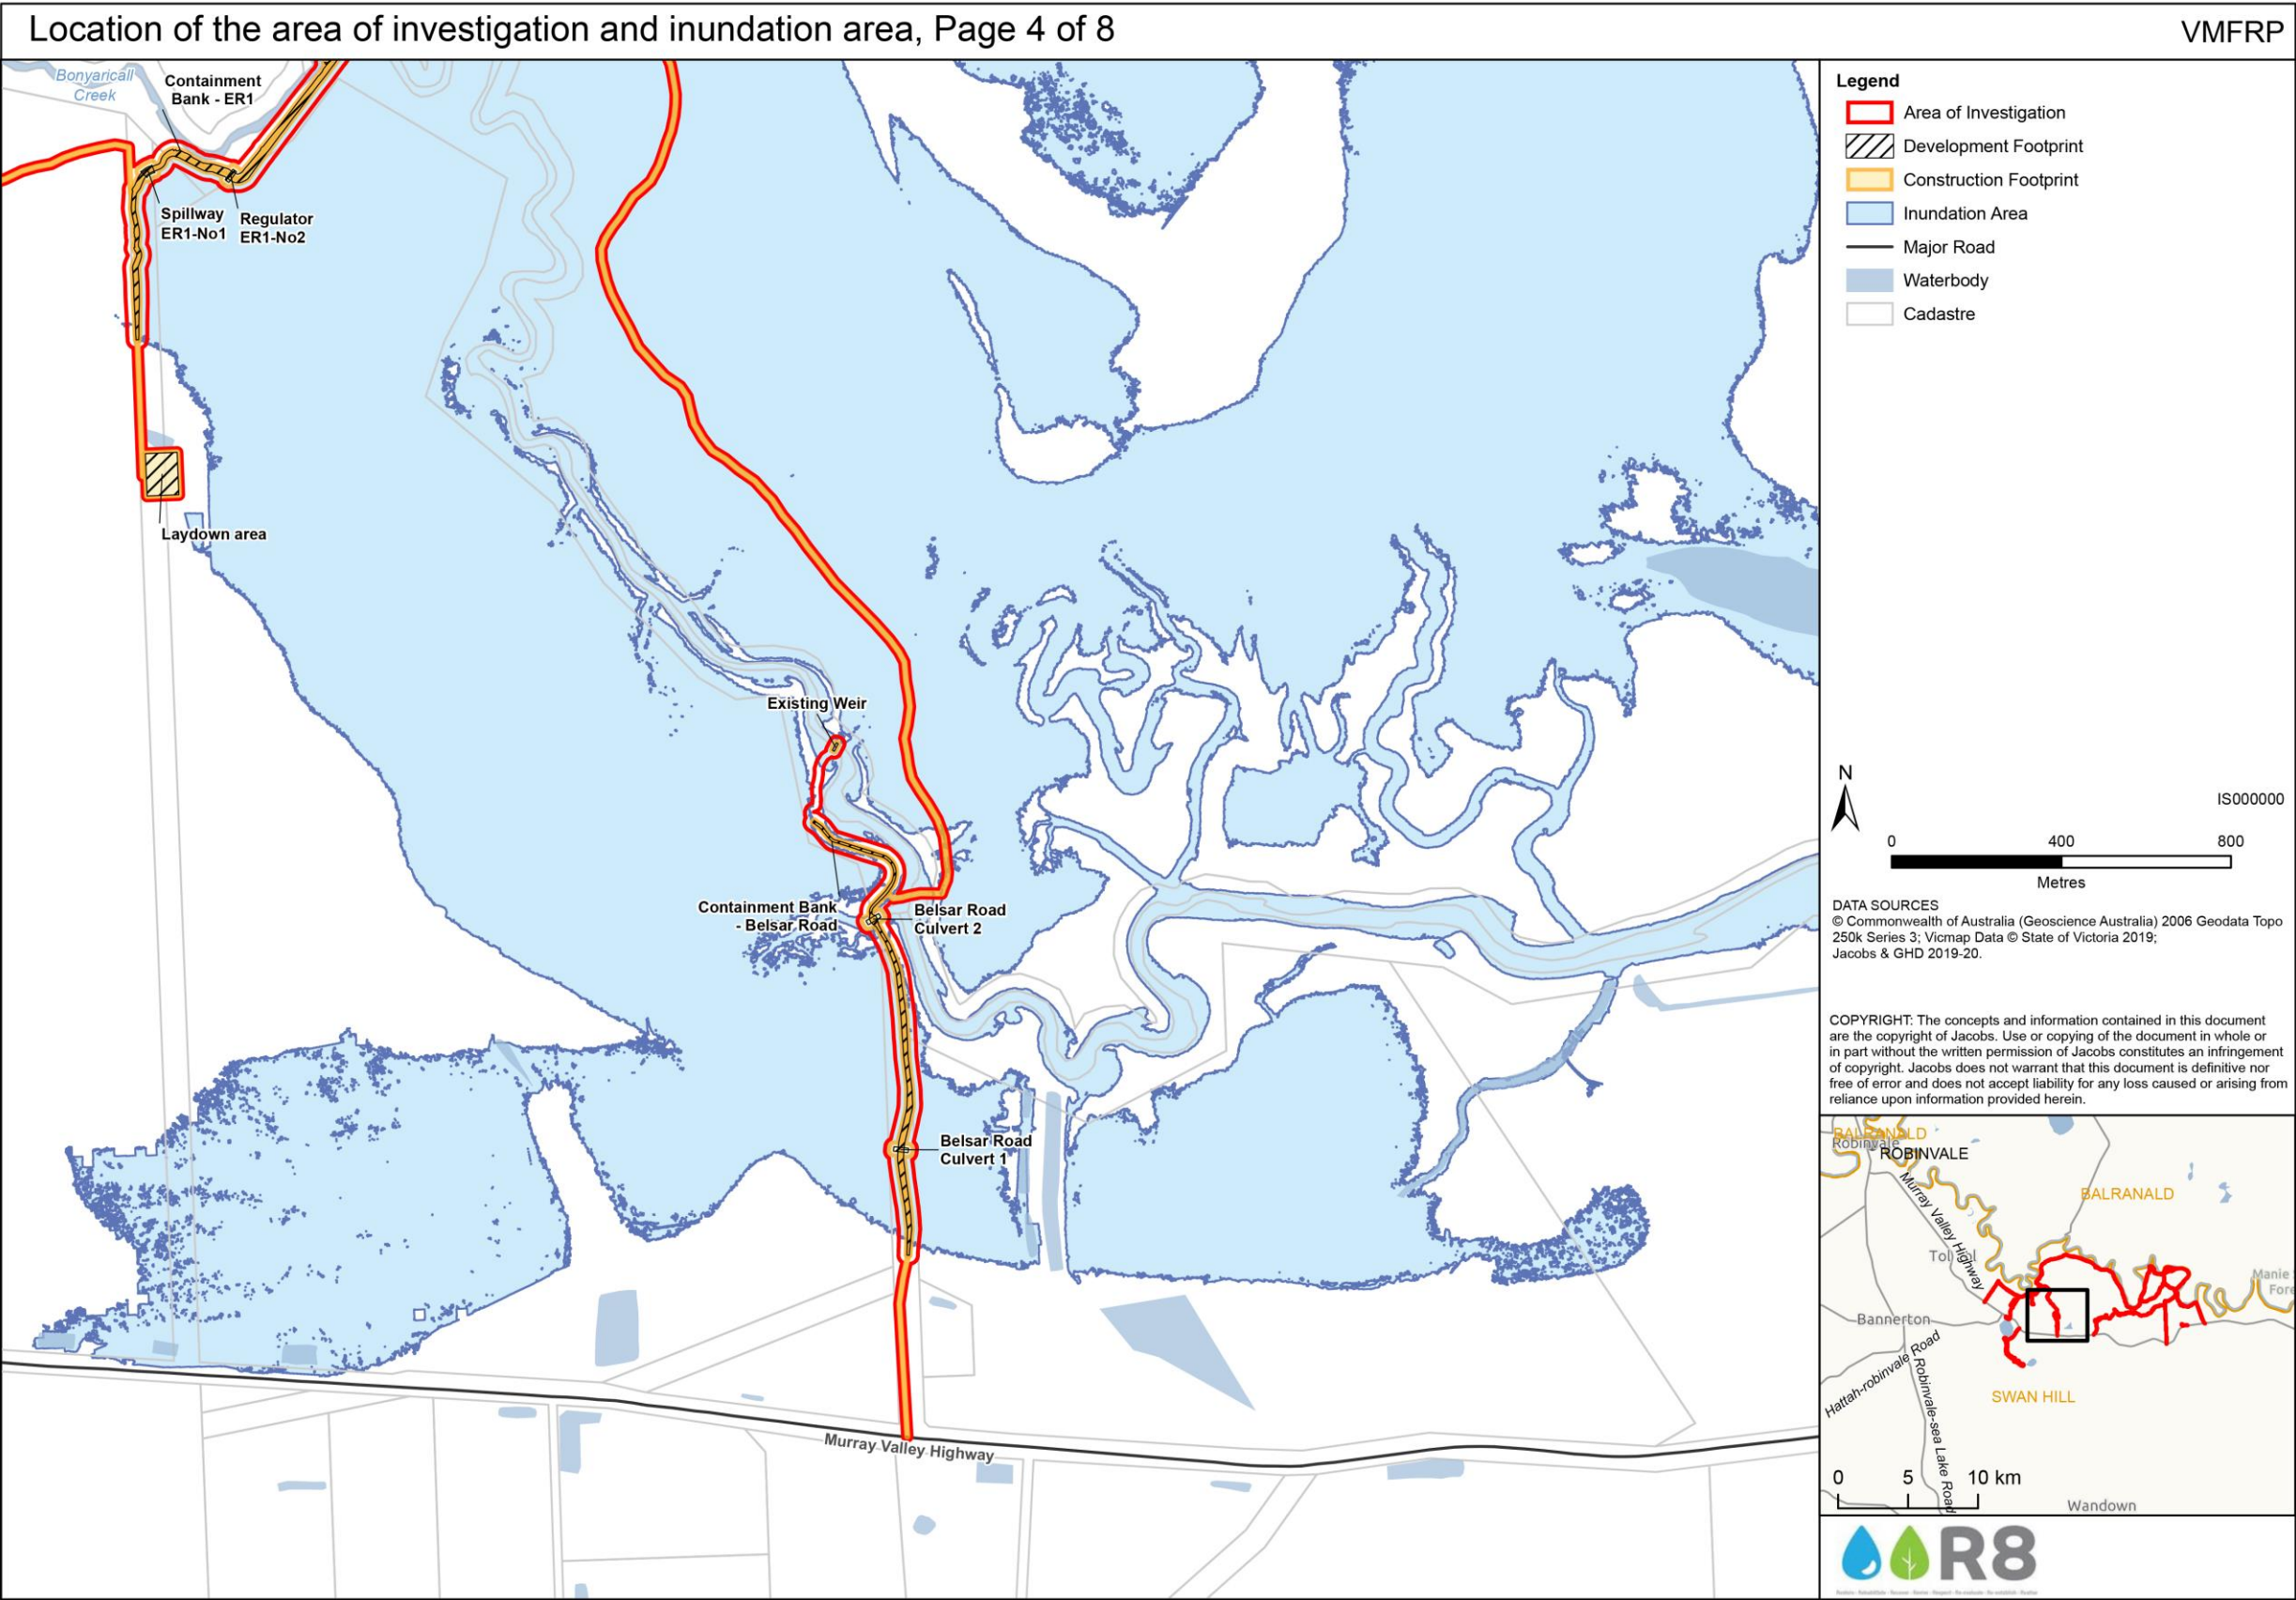 Location of the area of investigation and inundation area, Page 4 of 8
VMFRP
Bonyaricall
Creek
Containment
Bank - ER1
Spillway
ER1-No1
Regulator
ER1-No2
Laydown area
Existing Weir
Containment Bank
- Belsar Road
Belsar Road
Culvert 2
Belsar Road
Culvert 1
Murray Valley Highway
Legend
Area of Investigation
Development Footprint
Construction Footprint
Inundation Area
Major Road
Waterbody
Cadastre
N
IS000000
0 400 800
Metres
DATA SOURCES
© Commonwealth of Australia (Geoscience Australia) 2006 Geodata Topo
250k Series 3; Vicmap Data © State of Victoria 2019;
Jacobs & GHD 2019-20.
COPYRIGHT: The concepts and information contained in this document
are the copyright of Jacobs. Use or copying of the document in whole or
in part without the written permission of Jacobs constitutes an infringement
of copyright. Jacobs does not warrant that this document is definitive nor
free of error and does not accept liability for any loss caused or arising from
reliance upon information provided herein.
BALRANALD
Robinvale
ROBINVALE
Murray Valley Highway
BALRANALD
Manie
Bannerton
Hattah-robinvale Road
Robinvale-sea Lake Road
SWAN HILL
0 5 10 km
Wandown
R8